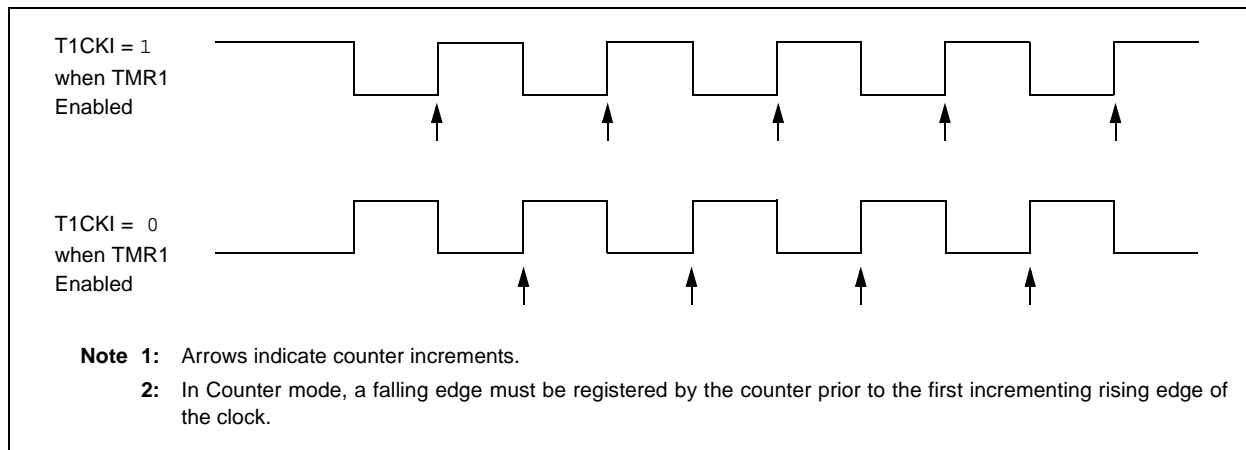 T1CKI = 1
when TMR1
Enabled
T1CKI = 0
when TMR1
Enabled
Note 1: Arrows indicate counter increments.
2: In Counter mode, a falling edge must be registered by the counter prior to the first incrementing rising edge of
the clock.